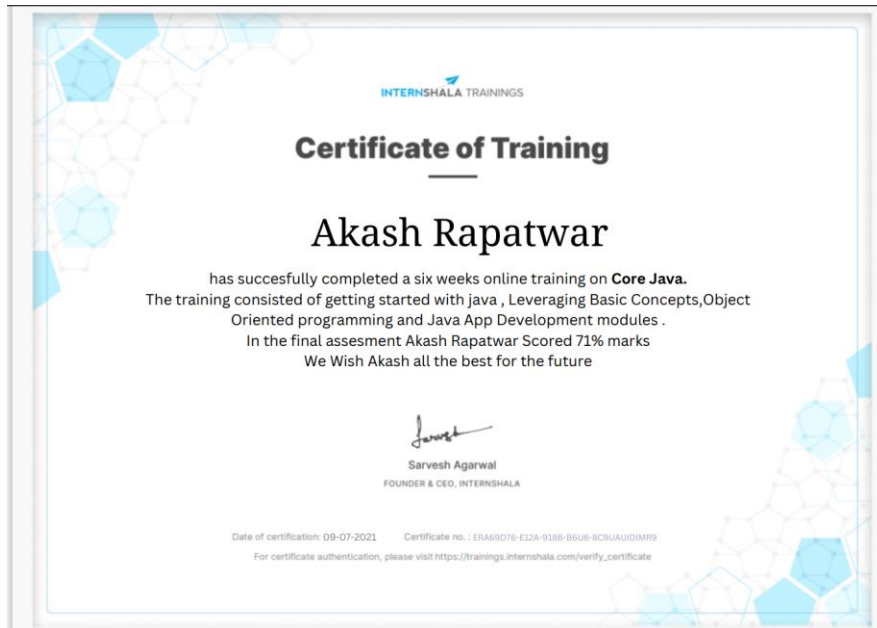 INTERNSHALA TRAININGS
Certificate of Training
Akash Rapatwar
has succesfully completed a six weeks online training on Core Java.
The training consisted of getting started with java , Leveraging Basic Concepts,Object
Oriented programming and Java App Development modules .
In the final assesment Akash Rapatwar Scored 71% marks
We Wish Akash all the best for the future
Sarvesh Agarwal
FOUNDER & CEO, INTERNSHALA
Date of certification: 09-07-2021 Certificate no. :
For certificate authentication, please visit https://trainings.internshala.com/verify_certificate